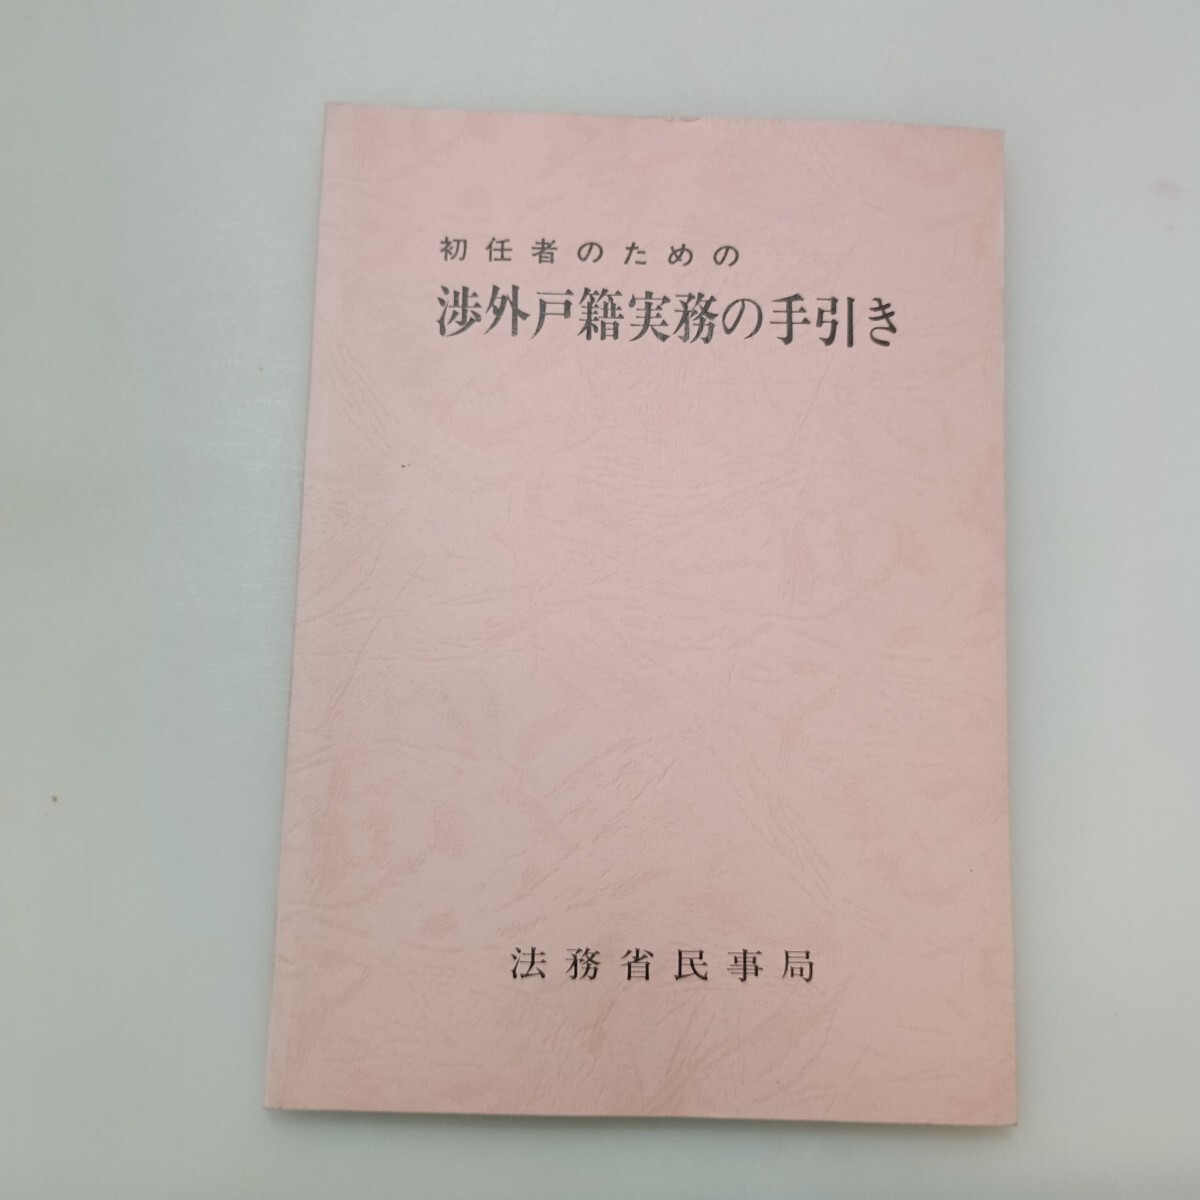 初任者のための
渉外戸籍実務の手引き
法務省民事局